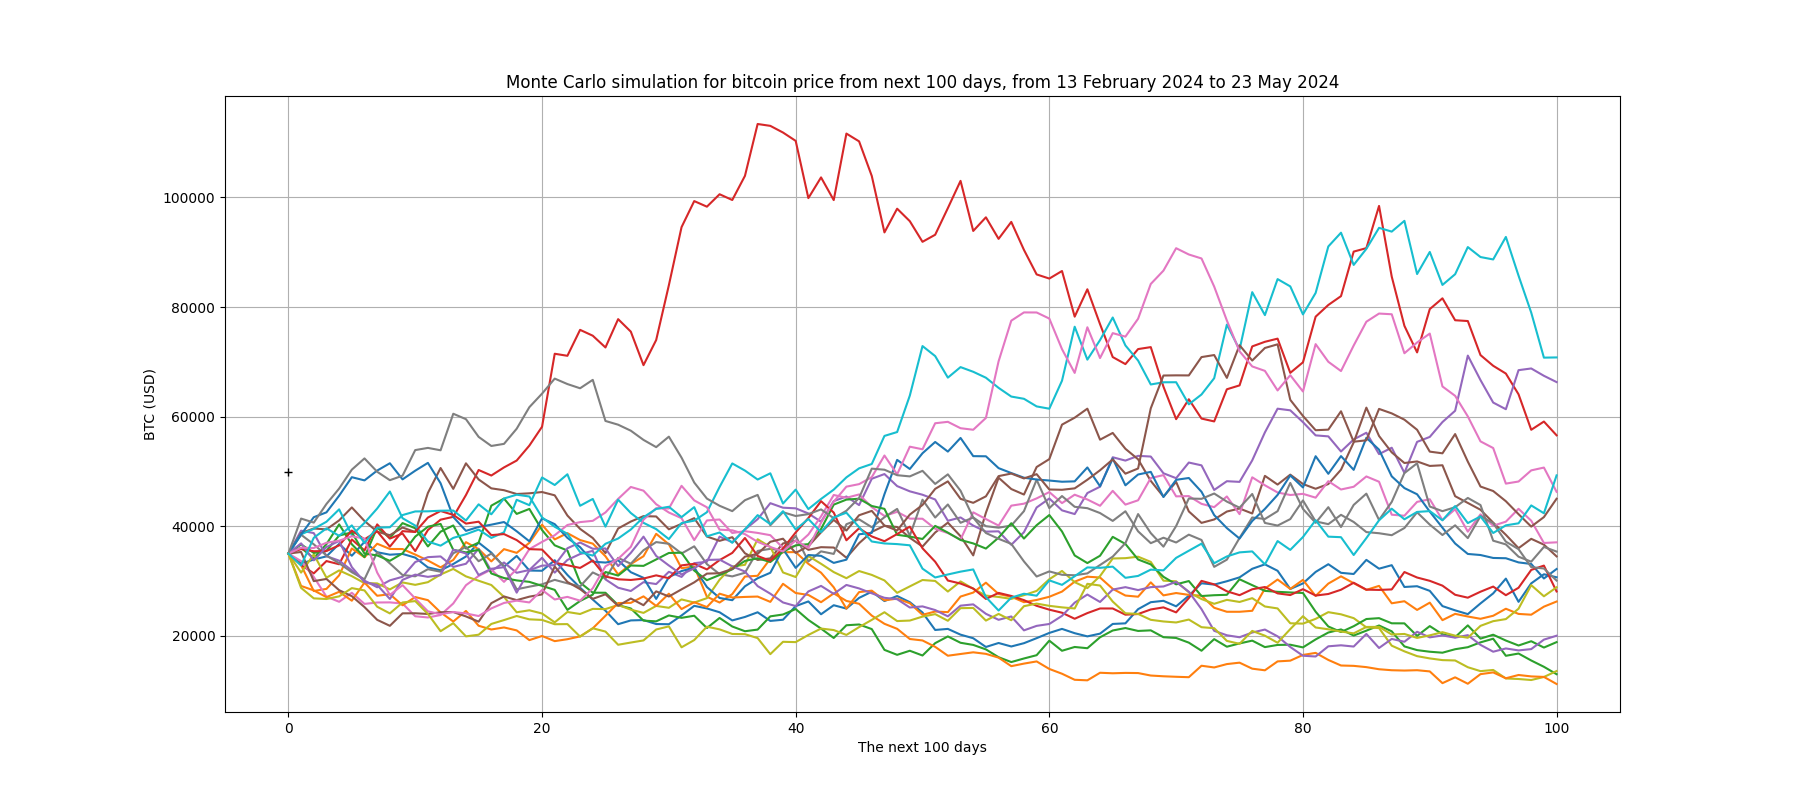 Monte Carlo simulation for bitcoin price from next 100 days, from 13 February 2024 to 23 May 2024
100000
80000
60000
40000
20000
BTC (USD)
0 20 40 60 80 100
The next 100 days